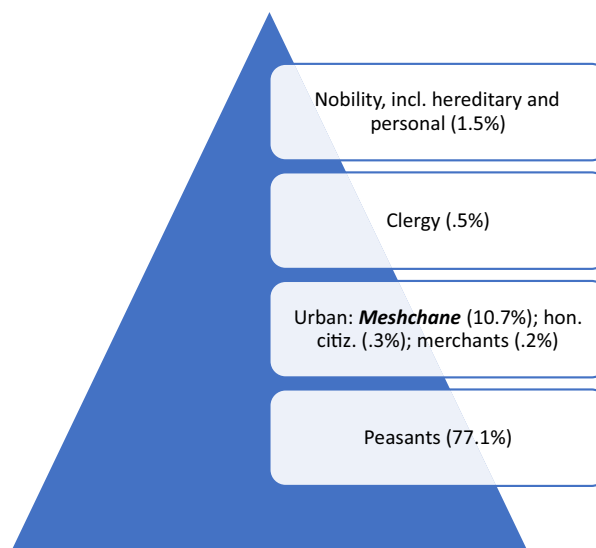 Nobility, incl. hereditary and
personal (1.5%)
Clergy (.5%)
Urban: Meshchane (10.7%); hon.
citiz. (.3%); merchants (.2%)
Peasants (77.1%)